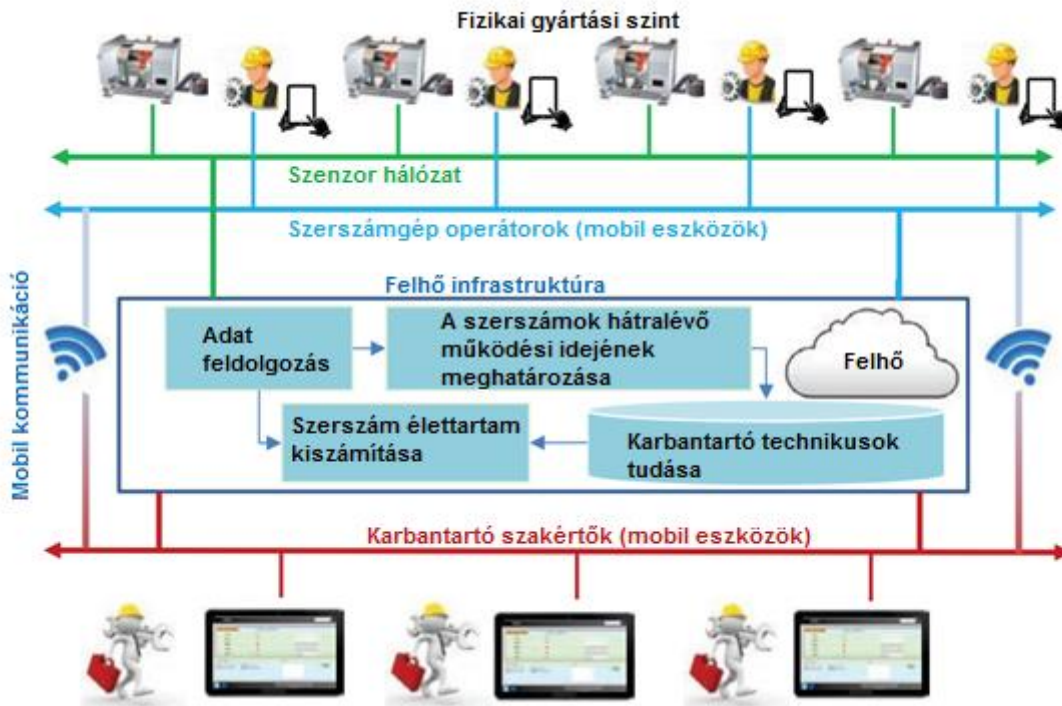 Fizikai gyártási szint
Szenzor hálózat
Szerszámgép operátorok (mobil eszközök)
Mobil kommunikáció
Felhő infrastruktúra
Adat
feldolgozás
A szerszámok hátralévő
működési idejének
meghatározása
Felhő
Szerszám élettartam
kiszámítása
Karbantartó technikusok
tudása
Karbantartó szakértők (mobil eszközök)